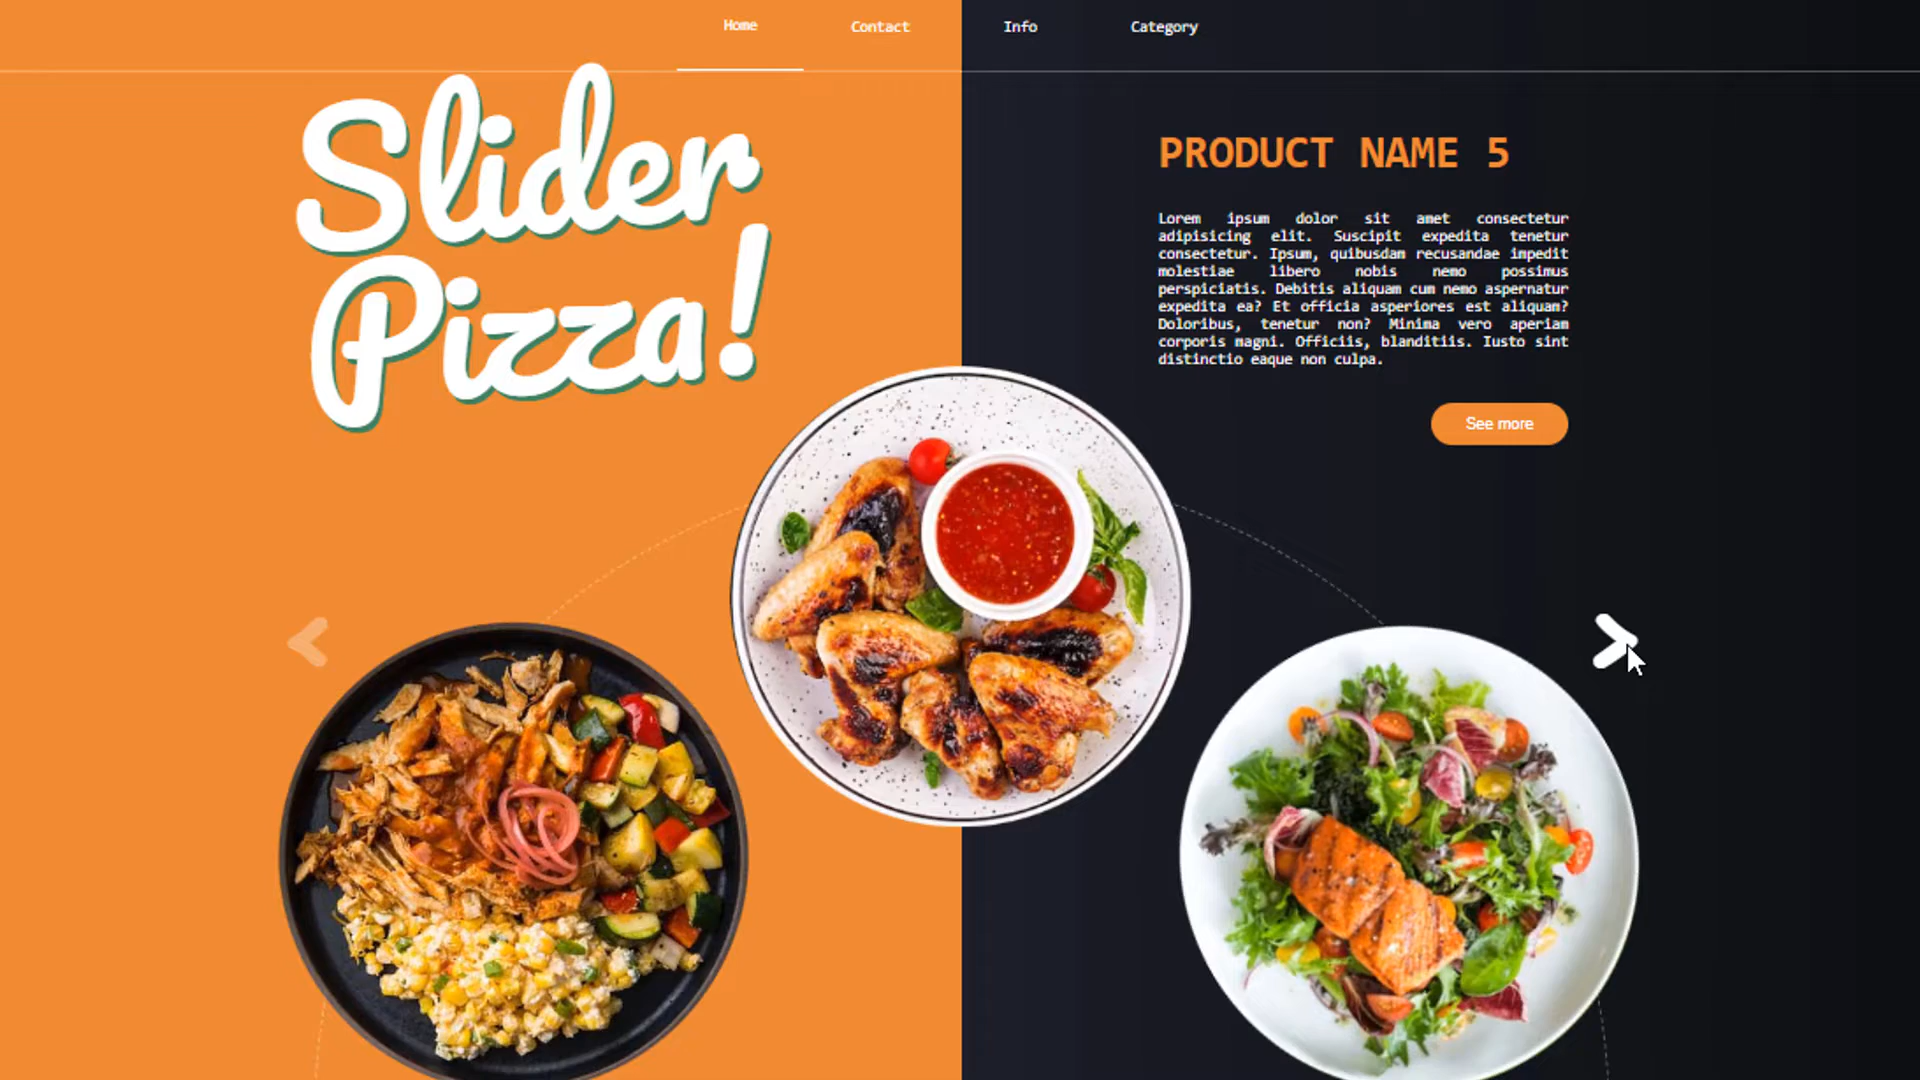 Home
Contact
Info
Category
Slider
Pizza!
PRODUCT NAME 5
Lorem ipsum dolor sit amet consectetur
adipisicing elit. Suscipit expedita tenetur
consectetur. Ipsum, quibusdam recusandae impedit
molestiae libero nobis nemo possimus
perspiciatis. Debitis aliquam cum nemo aspernatur
expedita ea? Et officia asperiores est aliquam?
Doloribus, tenetur non? Minima vero aperiam
corporis magni. Officiis, blanditiis. Iusto sint
distinctio eaque non culpa.
See more